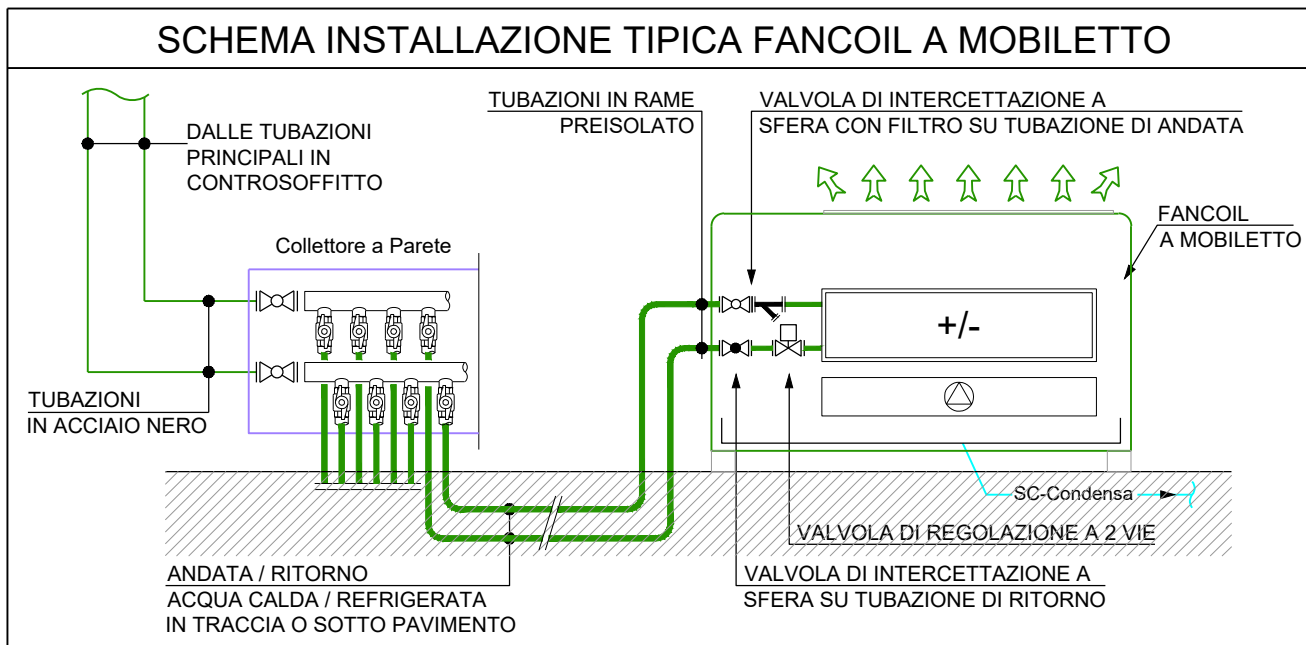 SCHEMA INSTALLAZIONE TIPICA FANCOIL A MOBILETTO
DALLE TUBAZIONI
PRINCIPALI IN
CONTROSOFFITTO
TUBAZIONI IN RAME
PREISOLATO
VALVOLA DI INTERCETTAZIONE A
SFERA CON FILTRO SU TUBAZIONE DI ANDATA
FANCOIL
A MOBILETTO
Collettore a Parete
+/-
TUBAZIONI
IN ACCIAIO NERO
SC-Condensa
VALVOLA DI REGOLAZIONE A 2 VIE
ANDATA / RITORNO
ACQUA CALDA / REFRIGERATA
IN TRACCIA O SOTTO PAVIMENTO
VALVOLA DI INTERCETTAZIONE A
SFERA SU TUBAZIONE DI RITORNO